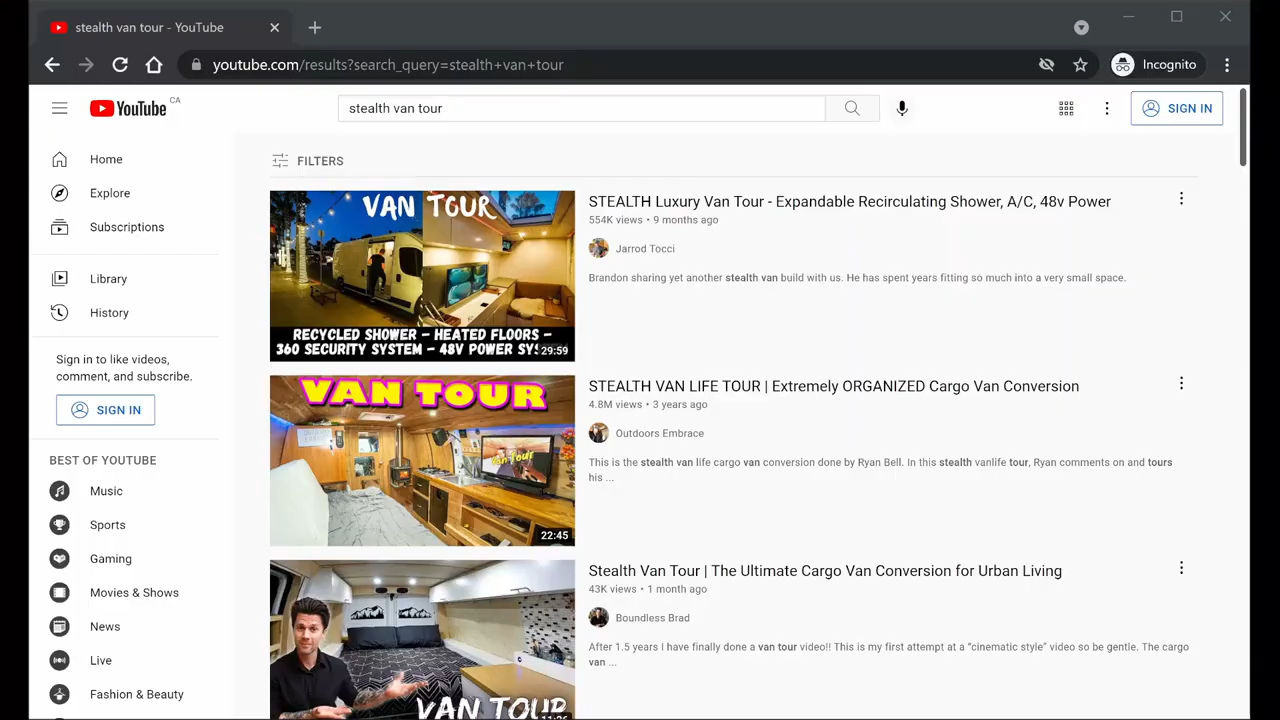 stealth van tour - YouTube
youtube.com/results?search_query=stealth+van+tour
Incognito
YouTube CA
stealth van tour
SIGN IN
Home
Explore
Subscriptions
Library
History
Sign in to like videos,
comment, and subscribe.
SIGN IN
BEST OF YOUTUBE
Music
Sports
Gaming
Movies & Shows
News
Live
Fashion & Beauty
FILTERS
VAN TOUR
RECYCLED SHOWER – HEATED FLOORS –
360 SECURITY SYSTEM – 48V POWER SYS
29:59
STEALTH Luxury Van Tour - Expandable Recirculating Shower, A/C, 48v Power
554K views • 9 months ago
Jarrod Tocci
Brandon sharing yet another stealth van build with us. He has spent years fitting so much into a very small space.
VAN TOUR
Van Tour
22:45
STEALTH VAN LIFE TOUR | Extremely ORGANIZED Cargo Van Conversion
4.8M views • 3 years ago
Outdoors Embrace
This is the stealth van life cargo van conversion done by Ryan Bell. In this stealth vanlife tour, Ryan comments on and tours
his ...
VAN TOUR
Stealth Van Tour | The Ultimate Cargo Van Conversion for Urban Living
43K views • 1 month ago
Boundless Brad
After 1.5 years I have finally done a van tour video!! This is my first attempt at a “cinematic style” video so be gentle. The cargo
van ...